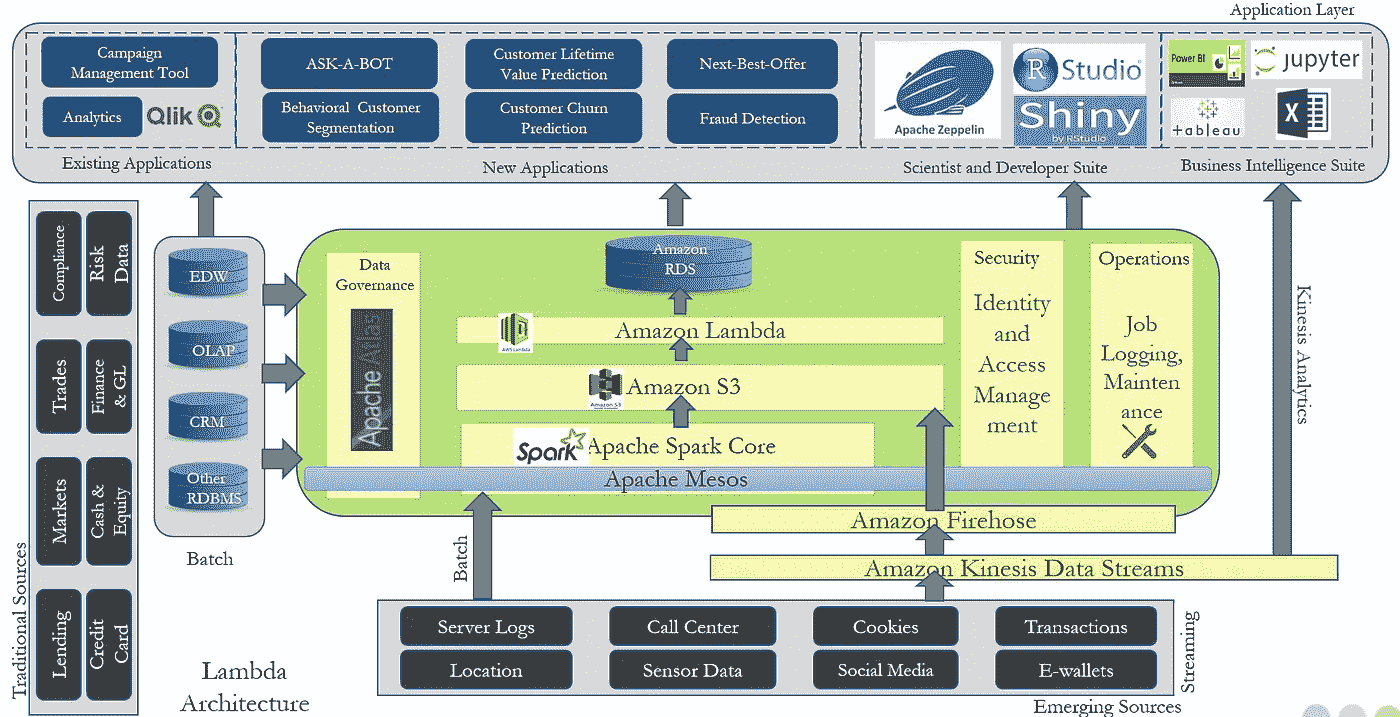 Application Layer
Campaign
Management Tool
Analytics
Qlik
Existing Applications
ASK-A-BOT
Behavioral Customer
Segmentation
Customer Lifetime
Value Prediction
Customer Churn
Prediction
Next-Best-Offer
Fraud Detection
New Applications
Apache Zeppelin
R Studio
Shiny
by RStudio
Scientist and Developer Suite
Power BI
jupyter
tableau
X
Business Intelligence Suite
Compliance
Risk
Data
Trades
Finance
& GL
Markets
Cash &
Equity
Lending
Credit
Card
Traditional Sources
EDW
OLAP
CRM
Other
RDBMS
Batch
Data
Governance
Apache Atlas
Amazon
RDS
AWS Lambda
Amazon Lambda
Amazon S3
Amazon S3
Spark
Apache Spark Core
Apache Mesos
Security
Identity
and
Access
Manage
ment
Operations
Job
Logging,
Mainten
ance
Kinesis Analytics
Amazon Firehose
Amazon Kinesis Data Streams
Batch
Server Logs
Call Center
Cookies
Transactions
Location
Sensor Data
Social Media
E-wallets
Streaming
Emerging Sources
Lambda
Architecture